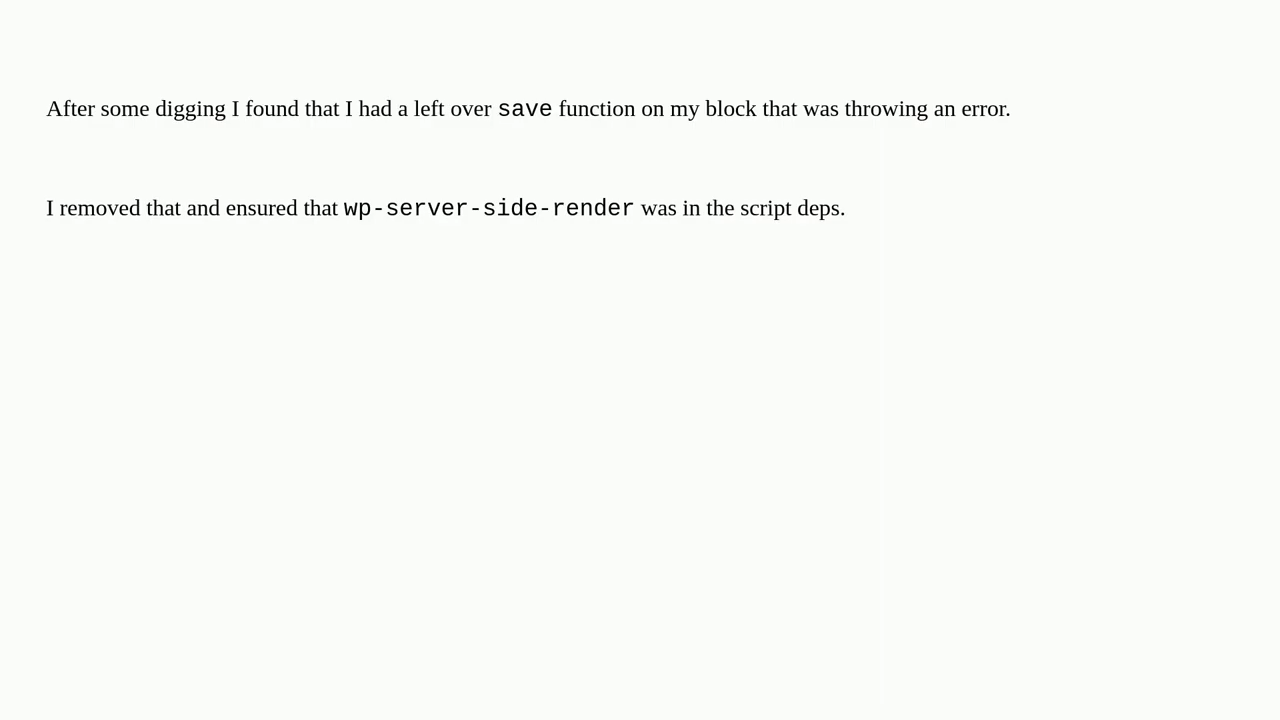 After some digging I found that I had a left over save function on my block that was throwing an error.
I removed that and ensured that wp-server-side-render was in the script deps.